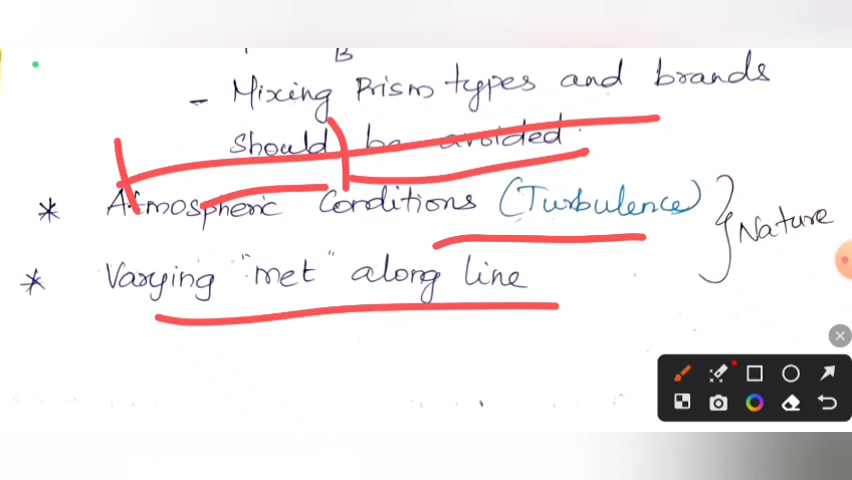 B
- Mixing Prism types and brands
should be avoided.
* Atmospheric Conditions (Turbulence)
* Varying "met" along line
} Nature